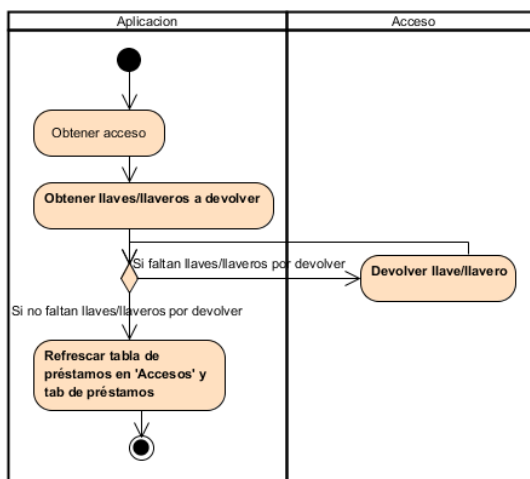 Aplicacion
Acceso
Obtener acceso
Obtener llaves/llaveros a devolver
Si faltan llaves/llaveros por devolver
Devolver llave/llavero
Si no faltan llaves/llaveros por devolver
Refrescar tabla de
préstamos en 'Accesos' y
tab de préstamos